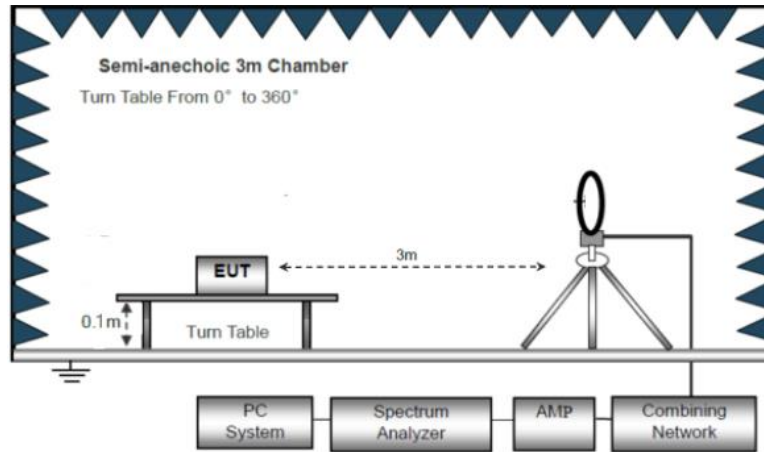 Semi-anechoic 3m Chamber
Turn Table From 0° to 360°
3m
EUT
0.1m
Turn Table
PC
System
Spectrum
Analyzer
AMP
Combining
Network